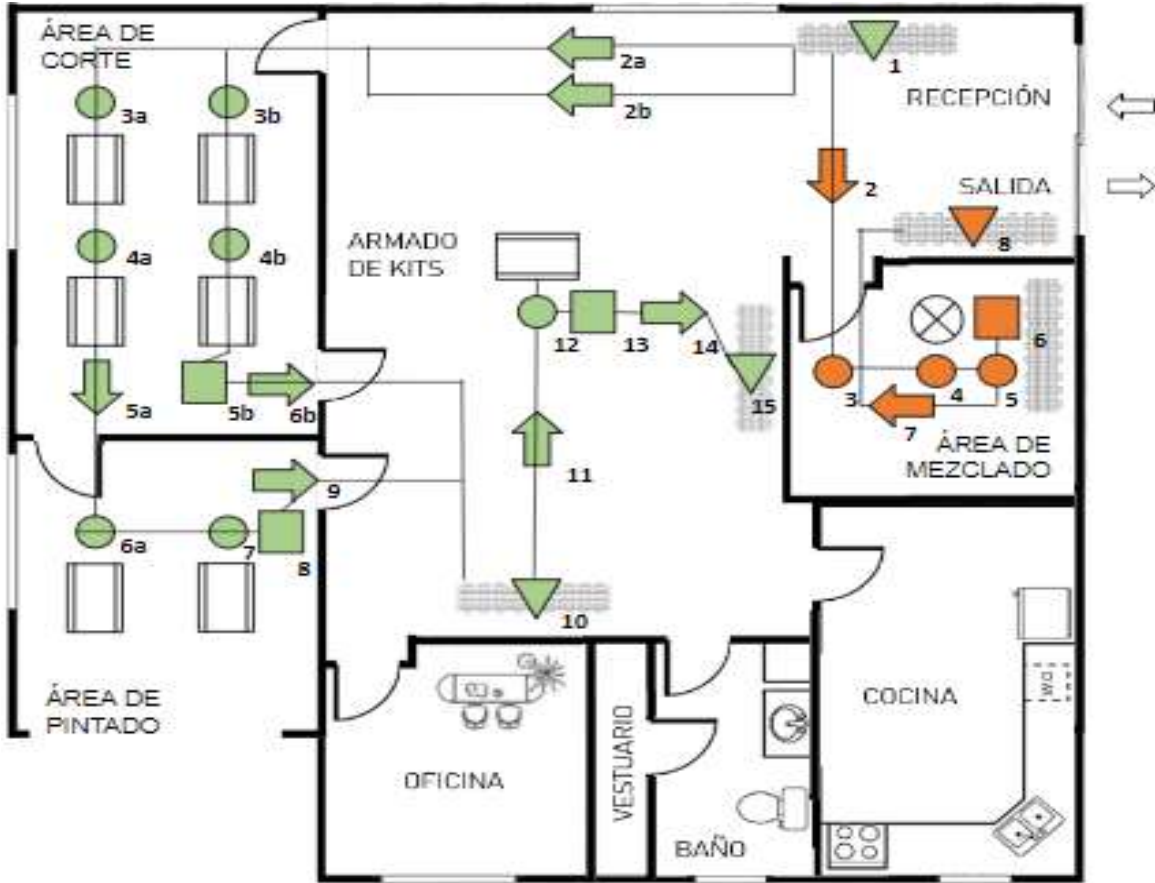 ÁREA DE
CORTE
2a
1
3a
3b
2b
RECEPCIÓN
2
SALIDA
ARMADO
DE KITS
4a
4b
8
12
13
14
6
5a
5b
6b
15
3
4
5
7
ÁREA DE
MEZCLADO
11
9
6a
7
8
10
ÁREA DE
PINTADO
OFICINA
VESTUARIO
BAÑO
COCINA